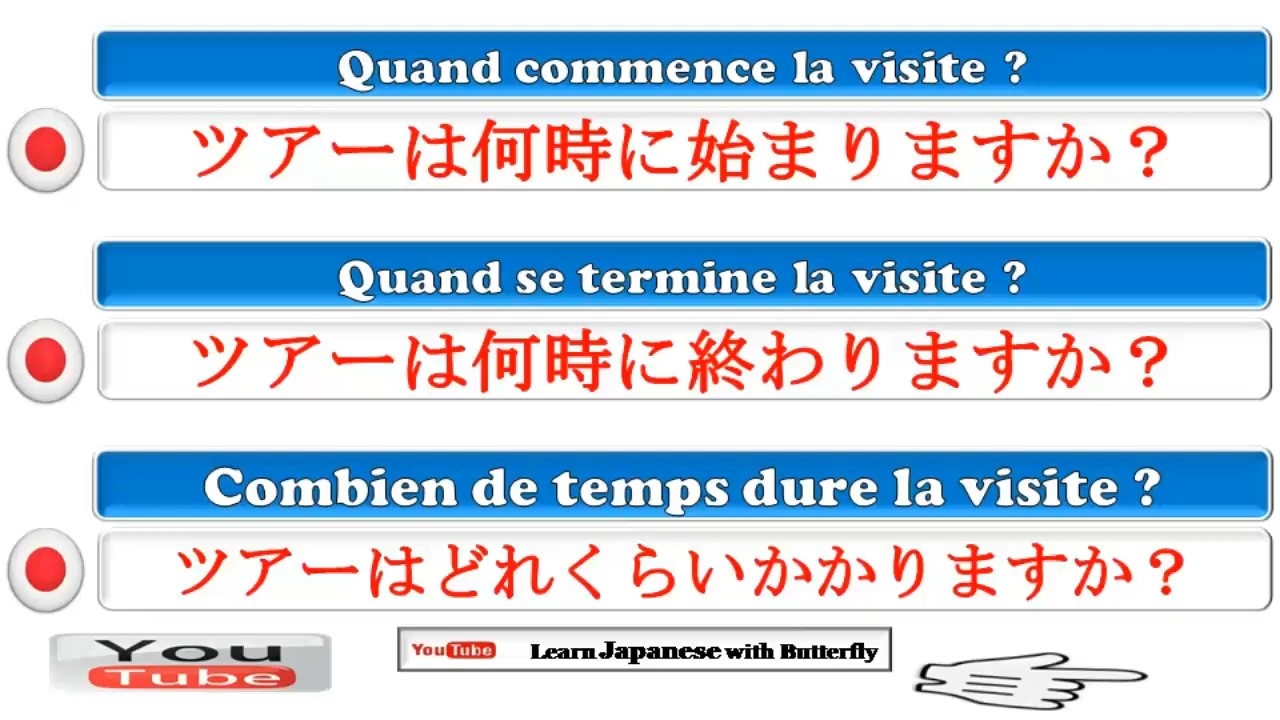 Quand commence la visite ?
ツアーは何時に始まりますか？
Quand se termine la visite ?
ツアーは何時に終わりますか？
Combien de temps dure la visite ?
ツアーはどれくらいかかりますか？
You
Tube
YouTube Learn Japanese with Butterfly